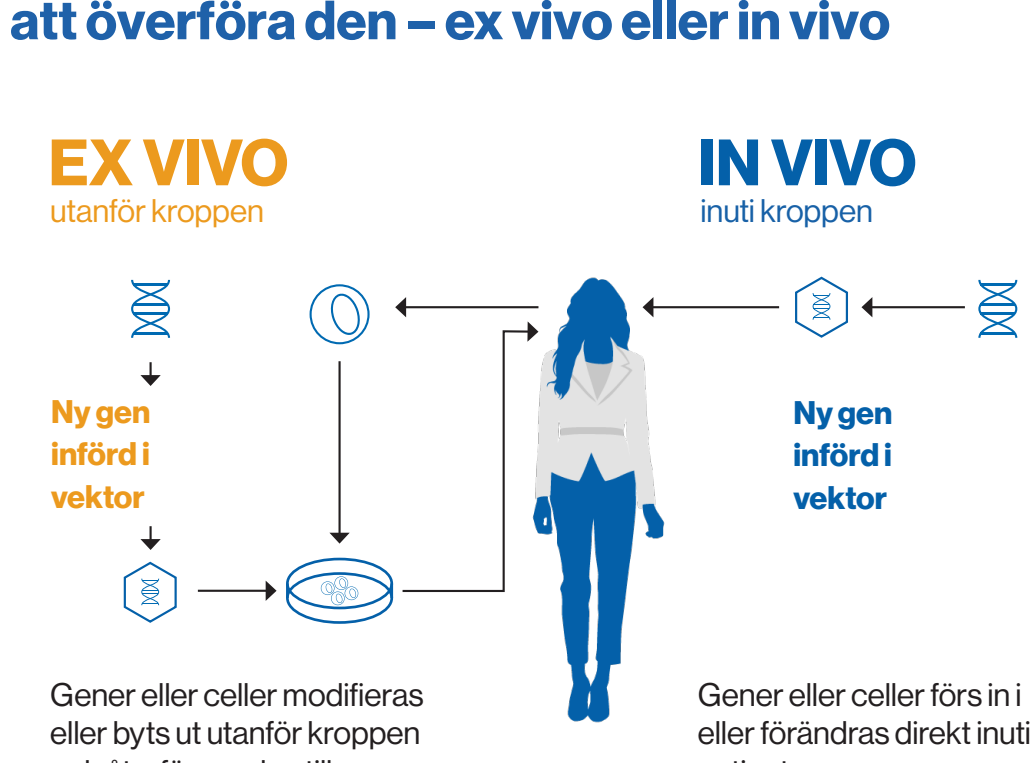 att överföra den – ex vivo eller in vivo
EX VIVO
utanför kroppen
Ny gen
införd i
vektor
Gener eller celler modifieras
eller byts ut utanför kroppen
IN VIVO
inuti kroppen
Ny gen
införd i
vektor
Gener eller celler förs in i
eller förändras direkt inuti